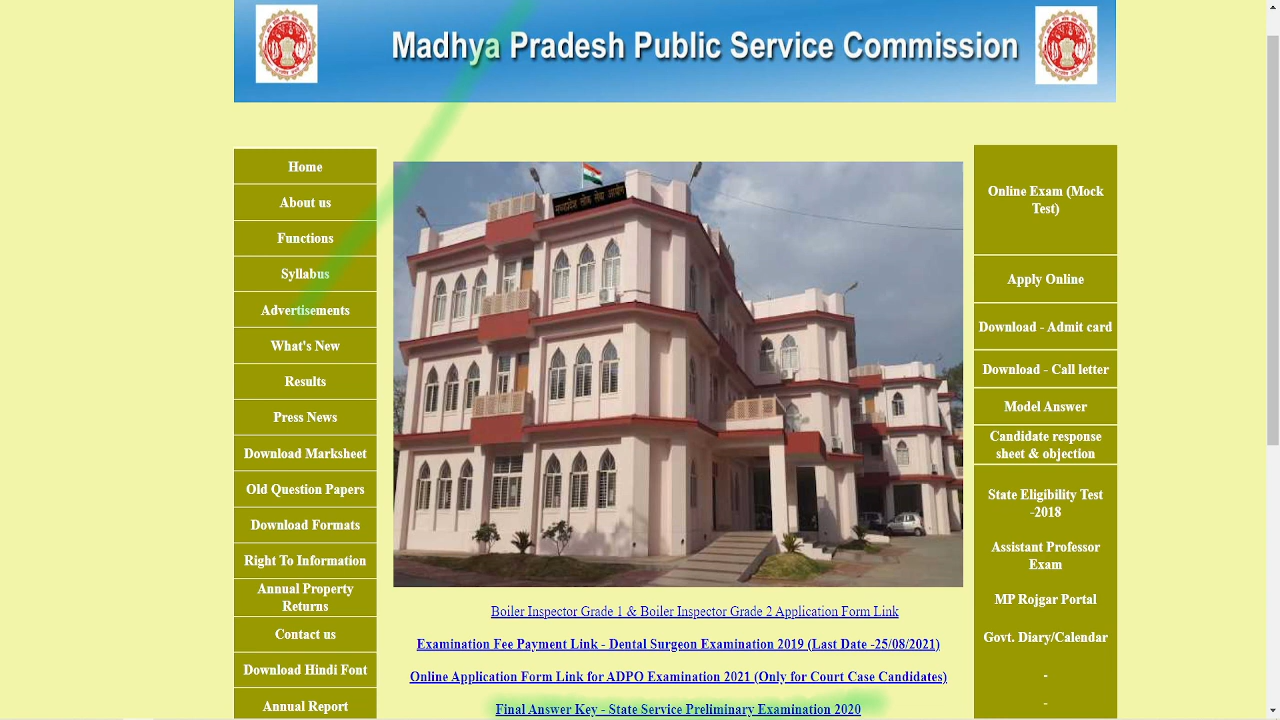 Madhya Pradesh Public Service Commission
Home
About us
Functions
Syllabus
Advertisements
What's New
Results
Press News
Download Marksheet
Old Question Papers
Download Formats
Right To Information
Annual Property
Returns
Contact us
Download Hindi Font
Annual Report
मध्यप्रदेश लोक सेवा आयोग
Boiler Inspector Grade 1 & Boiler Inspector Grade 2 Application Form Link
Examination Fee Payment Link - Dental Surgeon Examination 2019 (Last Date -25/08/2021)
Online Application Form Link for ADPO Examination 2021 (Only for Court Case Candidates)
Final Answer Key - State Service Preliminary Examination 2020
Online Exam (Mock
Test)
Apply Online
Download - Admit card
Download - Call letter
Model Answer
Candidate response
sheet & objection
State Eligibility Test
-2018
Assistant Professor
Exam
MP Rojgar Portal
Govt. Diary/Calendar
-
-